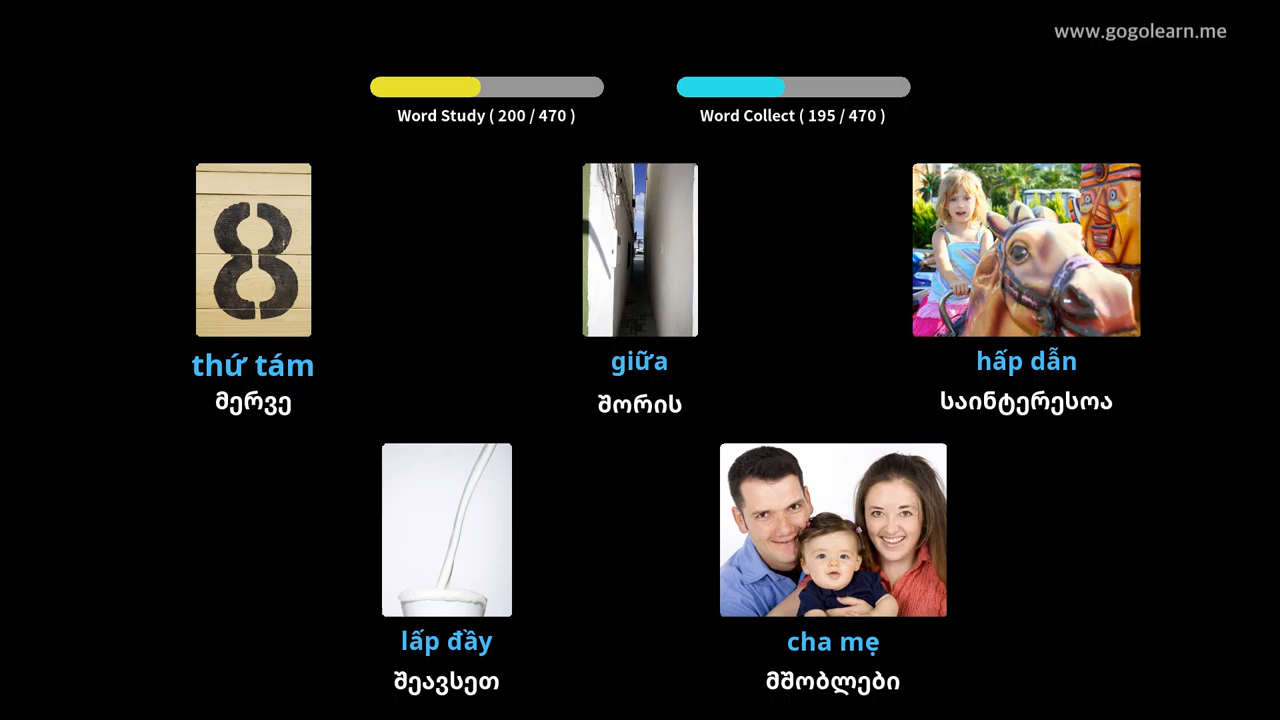 www.gogolearn.me
Word Study ( 200 / 470 )
Word Collect ( 195 / 470 )
8
thứ tám
მერვე
giữa
შორის
hấp dẫn
საინტერესოა
lấp đầy
შეავსეთ
cha mẹ
მშობლები